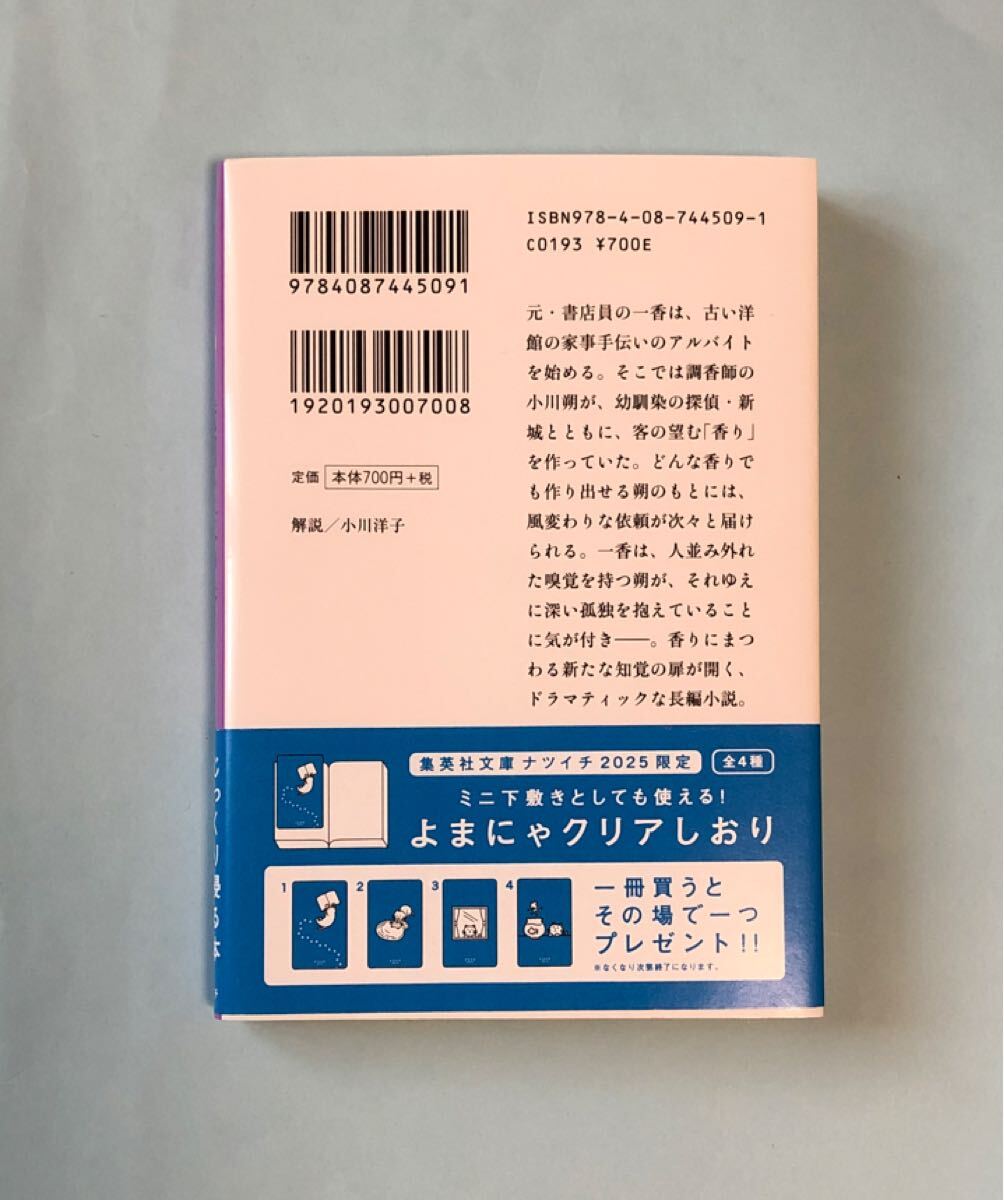 9784087445091
1920193007008
定価 本体700円+税
解説／小川洋子
ISBN978-4-08-744509-1
C0193 ¥700E
元・書店員の一香は、古い洋
館の家事手伝いのアルバイト
を始める。そこでは調香師の
小川朔が、幼馴染の探偵・新
城とともに、客の望む「香り」
を作っていた。どんな香りで
も作り出せる朔のもとには、
風変わりな依頼が次々と届け
られる。一香は、人並み外れ
た嗅覚を持つ朔が、それゆえ
に深い孤独を抱えていること
に気が付き――。香りにまつ
わる新たな知覚の扉が開く、
ドラマティックな長編小説。
じっくり浸る本
集英社文庫 ナツイチ 2025 限定 全4種
ミニ下敷きとしても使える!
よまにゃクリアしおり
1 2 3 4
一冊買うと
その場で一つ
プレゼント!!
※なくなり次第終了になります。